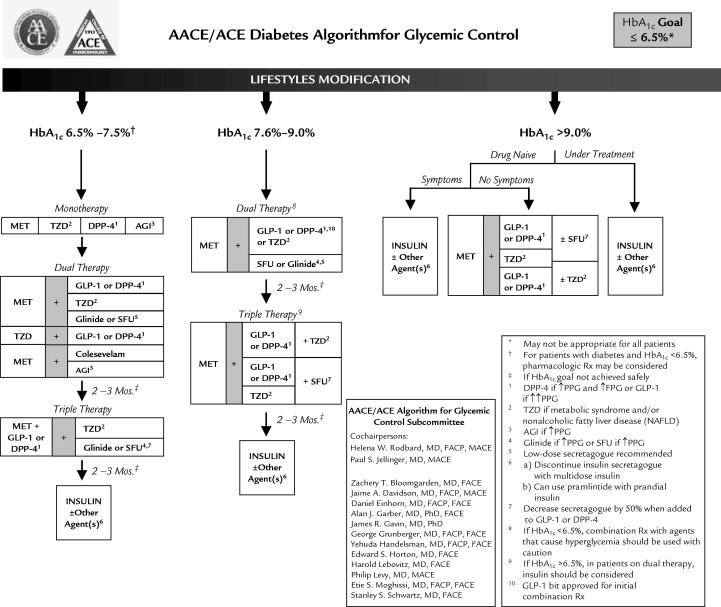 AACE/ACE Diabetes Algorithmfor Glycemic Control
HbA1c Goal
≤ 6.5%*
AACE
1993
ACE
ENDOCRINOLOGY
LIFESTYLES MODIFICATION
HbA1c 6.5% –7.5%†
Monotherapy
MET TZD2 DPP-41 AGI3
Dual Therapy
MET + GLP-1 or DPP-41
TZD2
Glinide or SFU5
TZD + GLP-1 or DPP-41
MET + Colesevelam
AGI3
2 –3 Mos.‡
Triple Therapy
MET +
GLP-1 or
DPP-41
+
TZD2
Glinide or SFU4,7
2 –3 Mos.‡
INSULIN
±Other
Agent(s)6
HbA1c 7.6%–9.0%
Dual Therapy8
MET +
GLP-1 or DPP-41,10
or TZD2
SFU or Glinide4,5
2 –3 Mos.‡
Triple Therapy9
MET +
GLP-1
or DPP-41
+ TZD2
GLP-1
or DPP-41
TZD2
+ SFU7
2 –3 Mos.‡
INSULIN
±Other
Agent(s)6
HbA1c >9.0%
Drug Naive Under Treatment
Symptoms No Symptoms
INSULIN
± Other
Agent(s)6
MET +
GLP-1
or DPP-41
TZD2
± SFU7
GLP-1
or DPP-41
± TZD2
INSULIN
± Other
Agent(s)6
AACE/ACE Algorithm for Glycemic
Control Subcommittee
Cochairpersons:
Helena W. Rodbard, MD, FACP, MACE
Paul S. Jellinger, MD, MACE
Zachery T. Bloomgarden, MD, FACE
Jaime A. Davidson, MD, FACP, MACE
Daniel Einhorn, MD, FACP, FACE
Alan J. Garber, MD, PhD, FACE
James R. Gavin, MD, PhD
George Grunberger, MD, FACP, FACE
Yehuda Handelsman, MD, FACP, FACE
Edward S. Horton, MD, FACE
Harold Lebovitz, MD, FACE
Philip Levy, MD, MACE
Etie S. Moghissi, MD, FACP, FACE
Stanley S. Schwartz, MD, FACE
* May not be appropriate for all patients
† For patients with diabetes and HbA1c <6.5%,
pharmacologic Rx may be considered
‡ If HbA1c goal not achieved safely
1 DPP-4 if ↑PPG and ↑FPG or GLP-1
if ↑↑PPG
2 TZD if metabolic syndrome and/or
nonalcoholic fatty liver disease (NAFLD)
3 AGI if ↑PPG
4 Glinide if ↑PPG or SFU if ↑PPG
5 Low-dose secretagogue recommended
6 a) Discontinue insulin secretagogue
with multidose insulin
b) Can use pramlintide with prandial
insulin
7 Decrease secretagogue by 50% when added
to GLP-1 or DPP-4
8 If HbA1c <6.5%, combination Rx with agents
that cause hyperglycemia should be used with
caution
9 If HbA1c >6.5%, in patients on dual therapy,
insulin should be considered
10 GLP-1 bit approved for initial
combination Rx